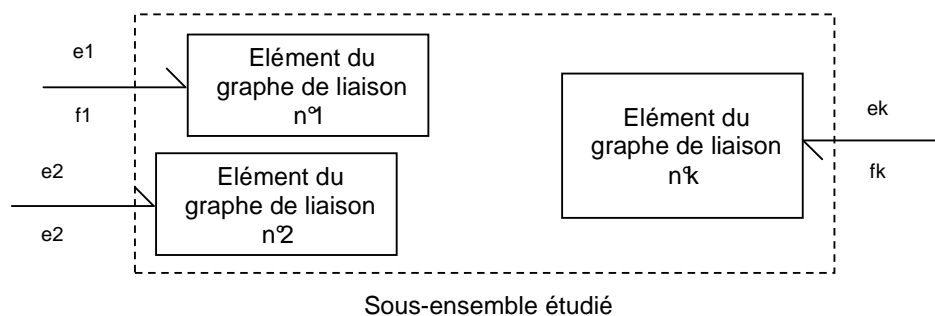 e1
f1
Elément du
graphe de liaison
n°1
e2
e2
Elément du
graphe de liaison
n°2
Elément du
graphe de liaison
n°k
ek
fk
Sous-ensemble étudié